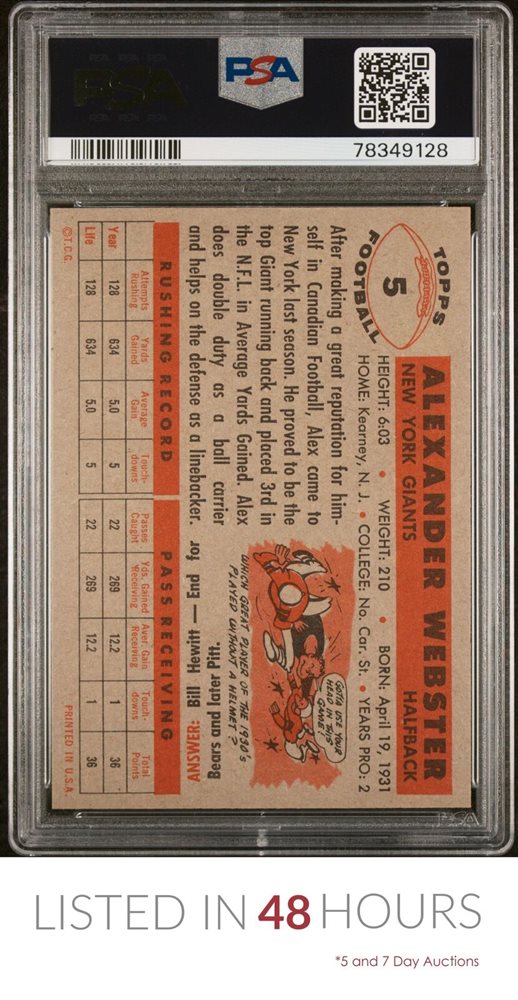 PSA
78349128
TOPPS
5
FOOTBALL
ALEXANDER WEBSTER
NEW YORK GIANTS HALFBACK
HEIGHT: 6:03 • WEIGHT: 210 • BORN: April 19, 1931
HOME: Kearney, N. J. • COLLEGE: No. Car. St. • YEARS PRO: 2
After making a great reputation for him-
self in Canadian Football, Alex came to
New York last season. He proved to be the
top Giant running back and placed 3rd in
the N.F.L. in Average Yards Gained. Alex
does double duty as a ball carrier
and helps on the defense as a linebacker.
GOTTA USE YOUR
HEAD IN THIS
GAME!
WHICH GREAT PLAYER OF THE 1930'S
PLAYED WITHOUT A HELMET?
ANSWER: Bill Hewitt — End for
Bears and later Pitt.
RUSHING RECORD PASS RECEIVING
Attempts Rushing Yards Gained Average Gain Touch-downs Passes Caught Yds. Gained Receiving Aver. Gain Receiving Touch-downs Total Points
Year 128 634 5.0 5 22 269 12.2 1 36
Life 128 634 5.0 5 22 269 12.2 1 36
©T.C.G. PRINTED IN U.S.A.
PSA
LISTED IN 48 HOURS
*5 and 7 Day Auctions